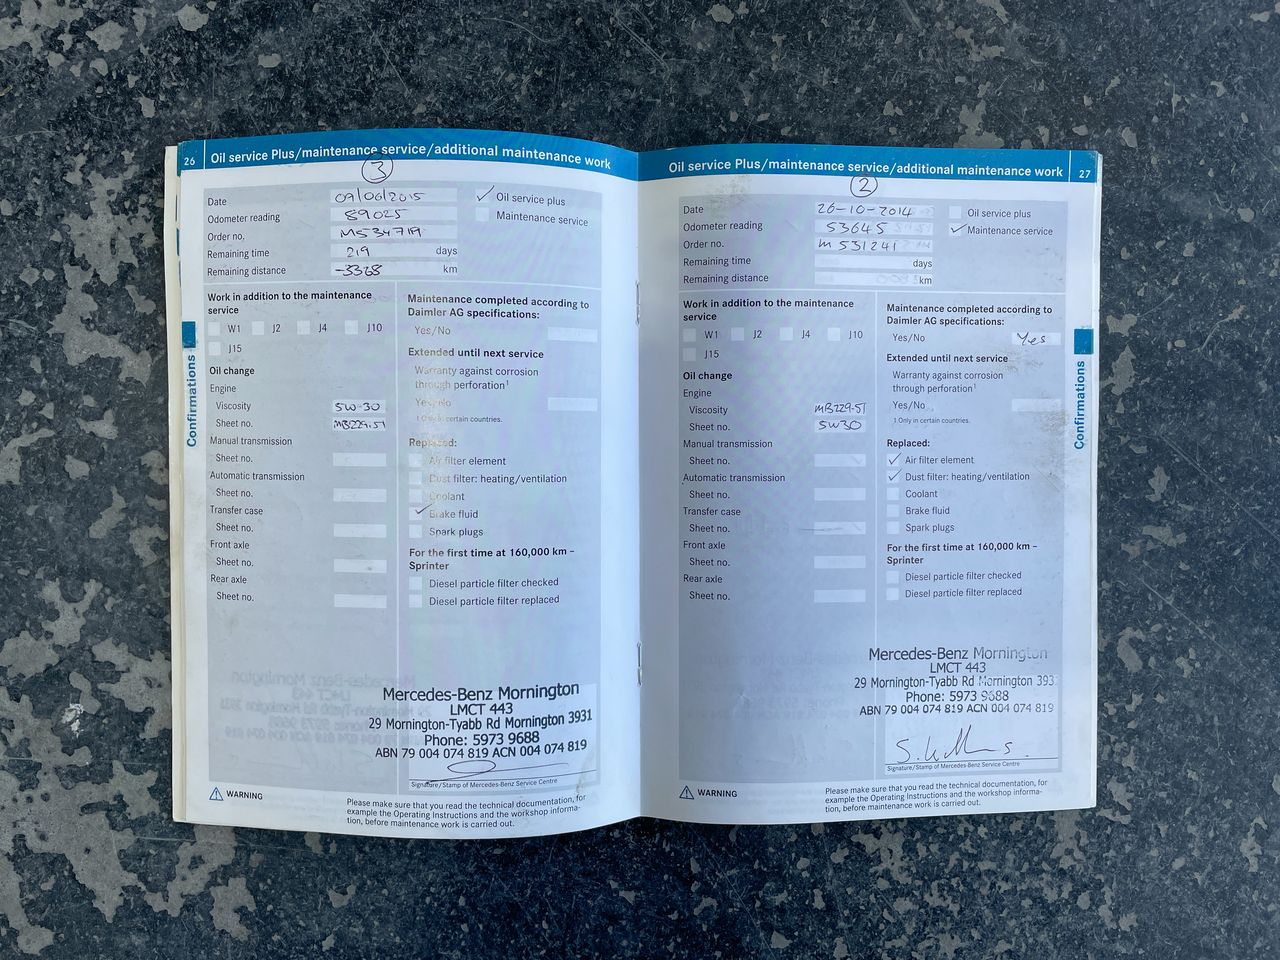 26 Oil service Plus/maintenance service/additional maintenance work
3
Date 09/06/2015
Odometer reading 89025
Order no. M534719
Remaining time 219 days
Remaining distance -3328 km
Oil service plus
Maintenance service
Work in addition to the maintenance
service
W1 J2 J4 J10
J15
Oil change
Engine
Viscosity 5W-30
Sheet no. MB229.51
Manual transmission
Sheet no.
Automatic transmission
Sheet no.
Transfer case
Sheet no.
Front axle
Sheet no.
Rear axle
Sheet no.
Maintenance completed according to
Daimler AG specifications:
Yes/No
Extended until next service
Warranty against corrosion
through perforation¹
Yes/No
1 Only in certain countries.
Replaced:
Air filter element
Dust filter: heating/ventilation
Coolant
Brake fluid
Spark plugs
For the first time at 160,000 km –
Sprinter
Diesel particle filter checked
Diesel particle filter replaced
Confirmations
Mercedes-Benz Mornington
LMCT 443
29 Mornington-Tyabb Rd Mornington 3931
Phone: 5973 9688
ABN 79 004 074 819 ACN 004 074 819
Signature/Stamp of Mercedes-Benz Service Centre
WARNING
Please make sure that you read the technical documentation, for
example the Operating Instructions and the workshop informa-
tion, before maintenance work is carried out.
Oil service Plus/maintenance service/additional maintenance work 27
2
Date 26-10-2014
Odometer reading 53645
Order no. M 531241
Remaining time days
Remaining distance km
Oil service plus
Maintenance service
Work in addition to the maintenance
service
W1 J2 J4 J10
J15
Oil change
Engine
Viscosity MB229-51
Sheet no. 5W30
Manual transmission
Sheet no.
Automatic transmission
Sheet no.
Transfer case
Sheet no.
Front axle
Sheet no.
Rear axle
Sheet no.
Maintenance completed according to
Daimler AG specifications:
Yes/No Yes
Extended until next service
Warranty against corrosion
through perforation¹
Yes/No
1 Only in certain countries.
Replaced:
Air filter element
Dust filter: heating/ventilation
Coolant
Brake fluid
Spark plugs
For the first time at 160,000 km –
Sprinter
Diesel particle filter checked
Diesel particle filter replaced
Confirmations
Mercedes-Benz Mornington
LMCT 443
29 Mornington-Tyabb Rd Mornington 393
Phone: 5973 9688
ABN 79 004 074 819 ACN 004 074 819
Signature/Stamp of Mercedes-Benz Service Centre
WARNING
Please make sure that you read the technical documentation, for
example the Operating Instructions and the workshop informa-
tion, before maintenance work is carried out.